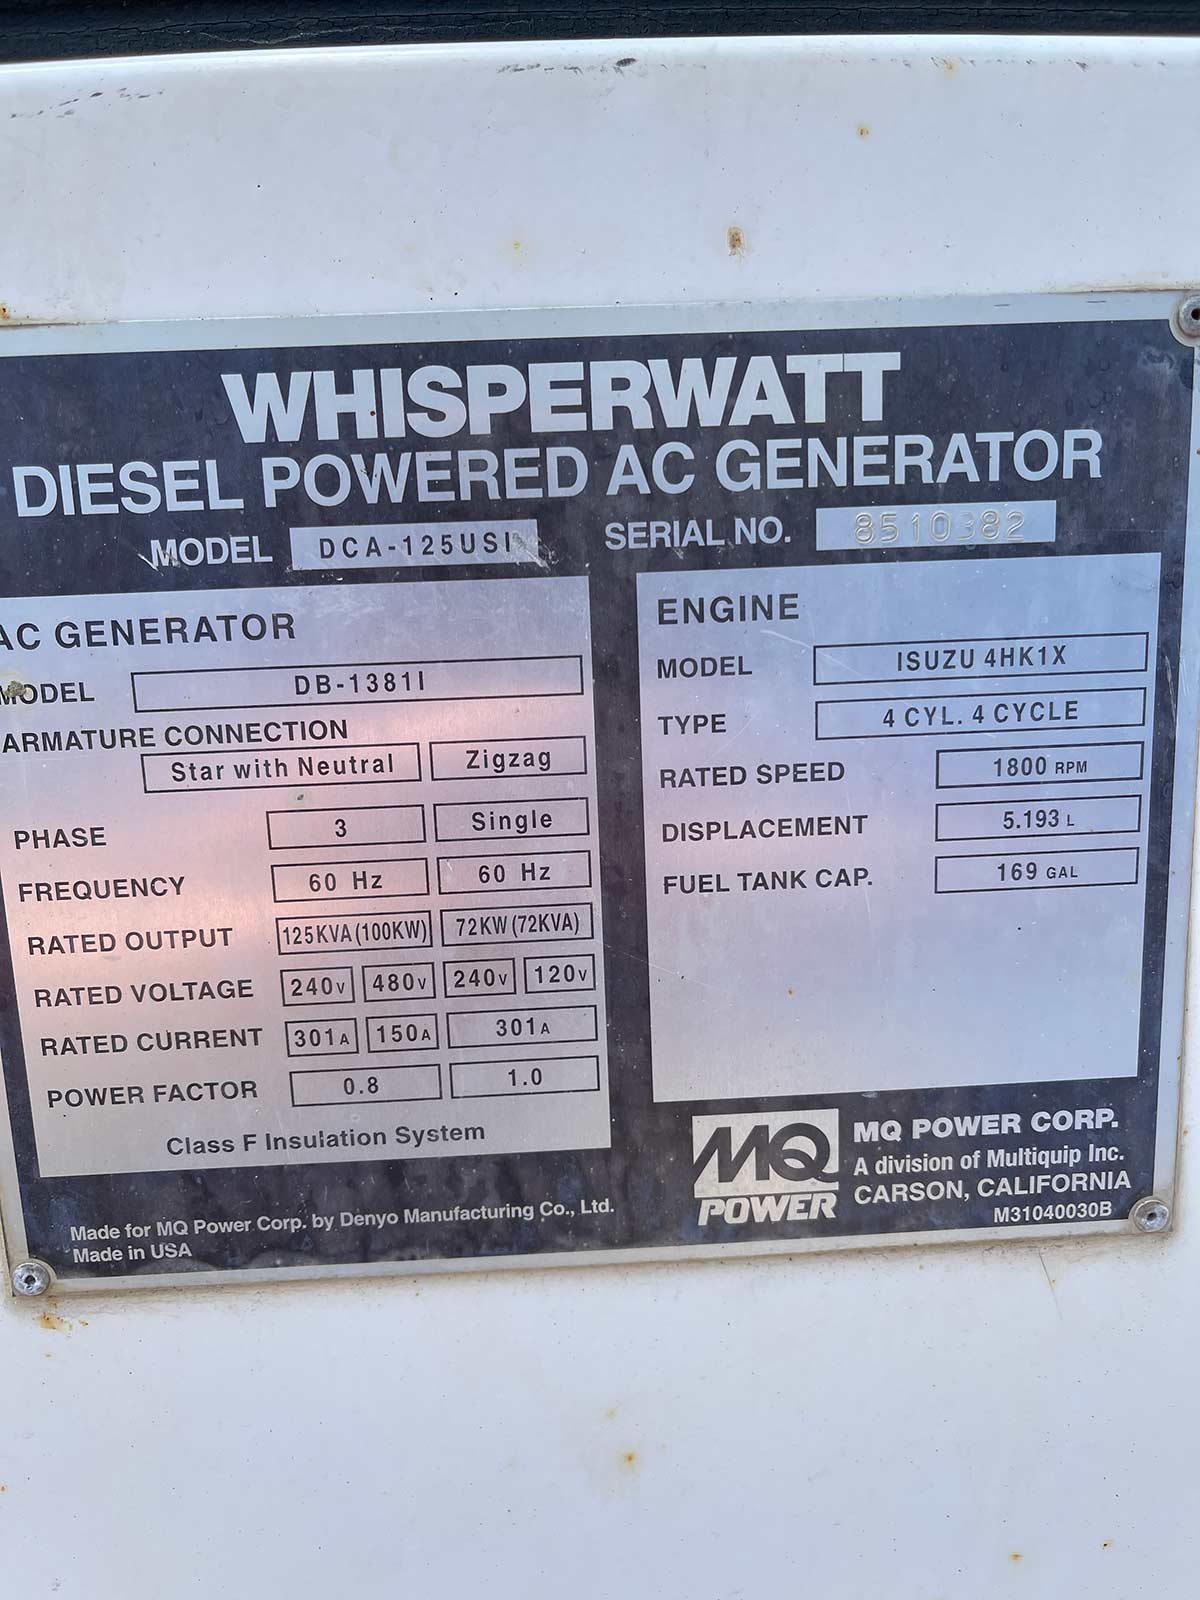 WHISPERWATT
DIESEL POWERED AC GENERATOR
MODEL DCA-125USI SERIAL NO. 8510382
AC GENERATOR
MODEL DB-1381I
ARMATURE CONNECTION
Star with Neutral Zigzag
PHASE 3 Single
FREQUENCY 60 Hz 60 Hz
RATED OUTPUT 125KVA (100KW) 72KW (72KVA)
RATED VOLTAGE 240V 480V 240V 120V
RATED CURRENT 301A 150A 301A
POWER FACTOR 0.8 1.0
Class F Insulation System
ENGINE
MODEL ISUZU 4HK1X
TYPE 4 CYL. 4 CYCLE
RATED SPEED 1800 RPM
DISPLACEMENT 5.193 L
FUEL TANK CAP. 169 GAL
Made for MQ Power Corp. by Denyo Manufacturing Co., Ltd.
Made in USA
MQ
POWER
MQ POWER CORP.
A division of Multiquip Inc.
CARSON, CALIFORNIA
M31040030B